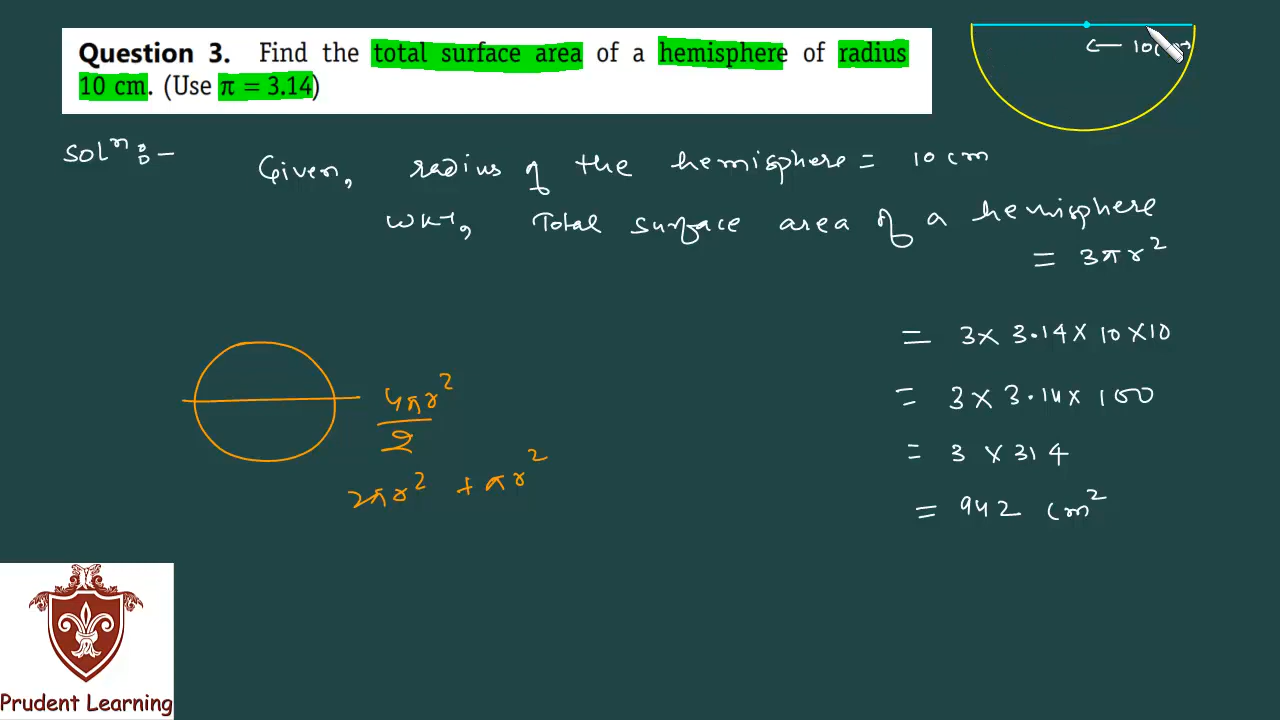 Question 3. Find the total surface area of a hemisphere of radius
10 cm. (Use π = 3.14)
← 10cm→
Solⁿ :-
Given, radius of the hemisphere = 10 cm
WKT, Total surface area of a hemisphere
= 3πr²
= 3 × 3.14 × 10 × 10
= 3 × 3.14 × 100
= 3 × 314
= 942 cm²
4πr²
2
2πr² + πr²
Prudent Learning